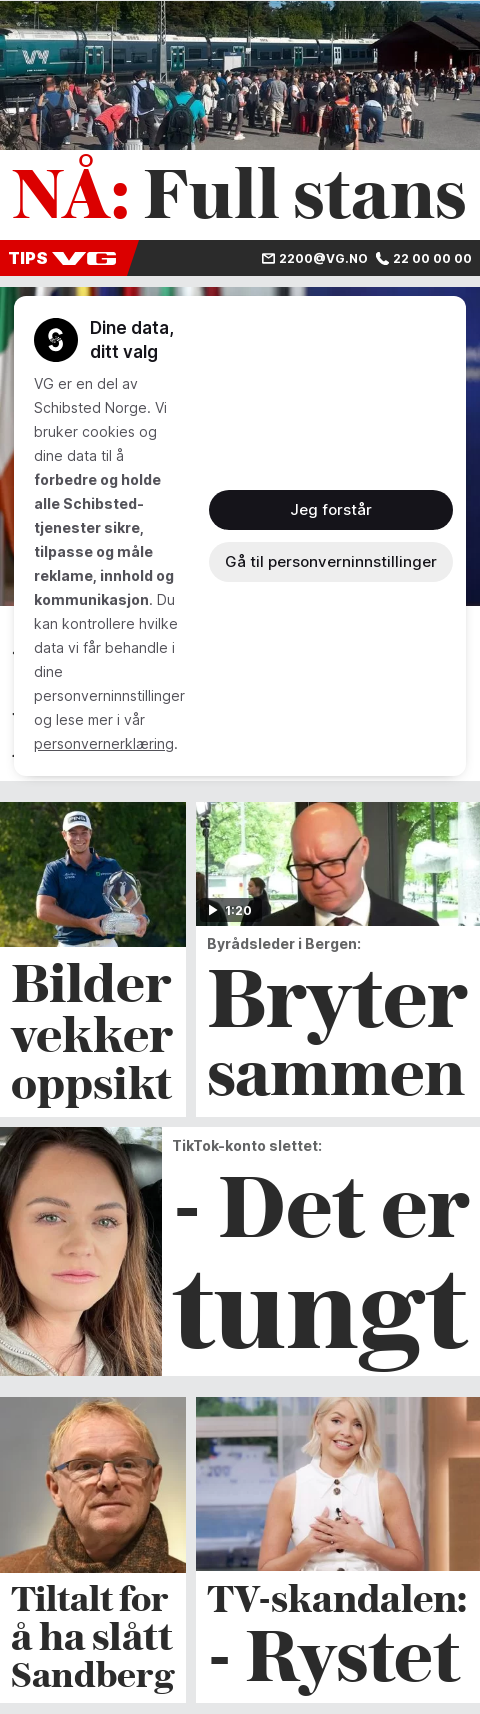 NÅ: Full stans
TIPS VG
2200@VG.NO 22 00 00 00
Dine data,
ditt valg
VG er en del av
Schibsted Norge. Vi
bruker cookies og
dine data til å
forbedre og holde
alle Schibsted-
tjenester sikre,
tilpasse og måle
reklame, innhold og
kommunikasjon. Du
kan kontrollere hvilke
data vi får behandle i
dine
personverninnstillinger
og lese mer i vår
personvernerklæring.
Jeg forstår
Gå til personverninnstillinger
1:20
Bilder
vekker
oppsikt
Byrådsleder i Bergen:
Bryter
sammen
TikTok-konto slettet:
- Det er
tungt
Tiltalt for
å ha slått
Sandberg
TV-skandalen:
- Rystet